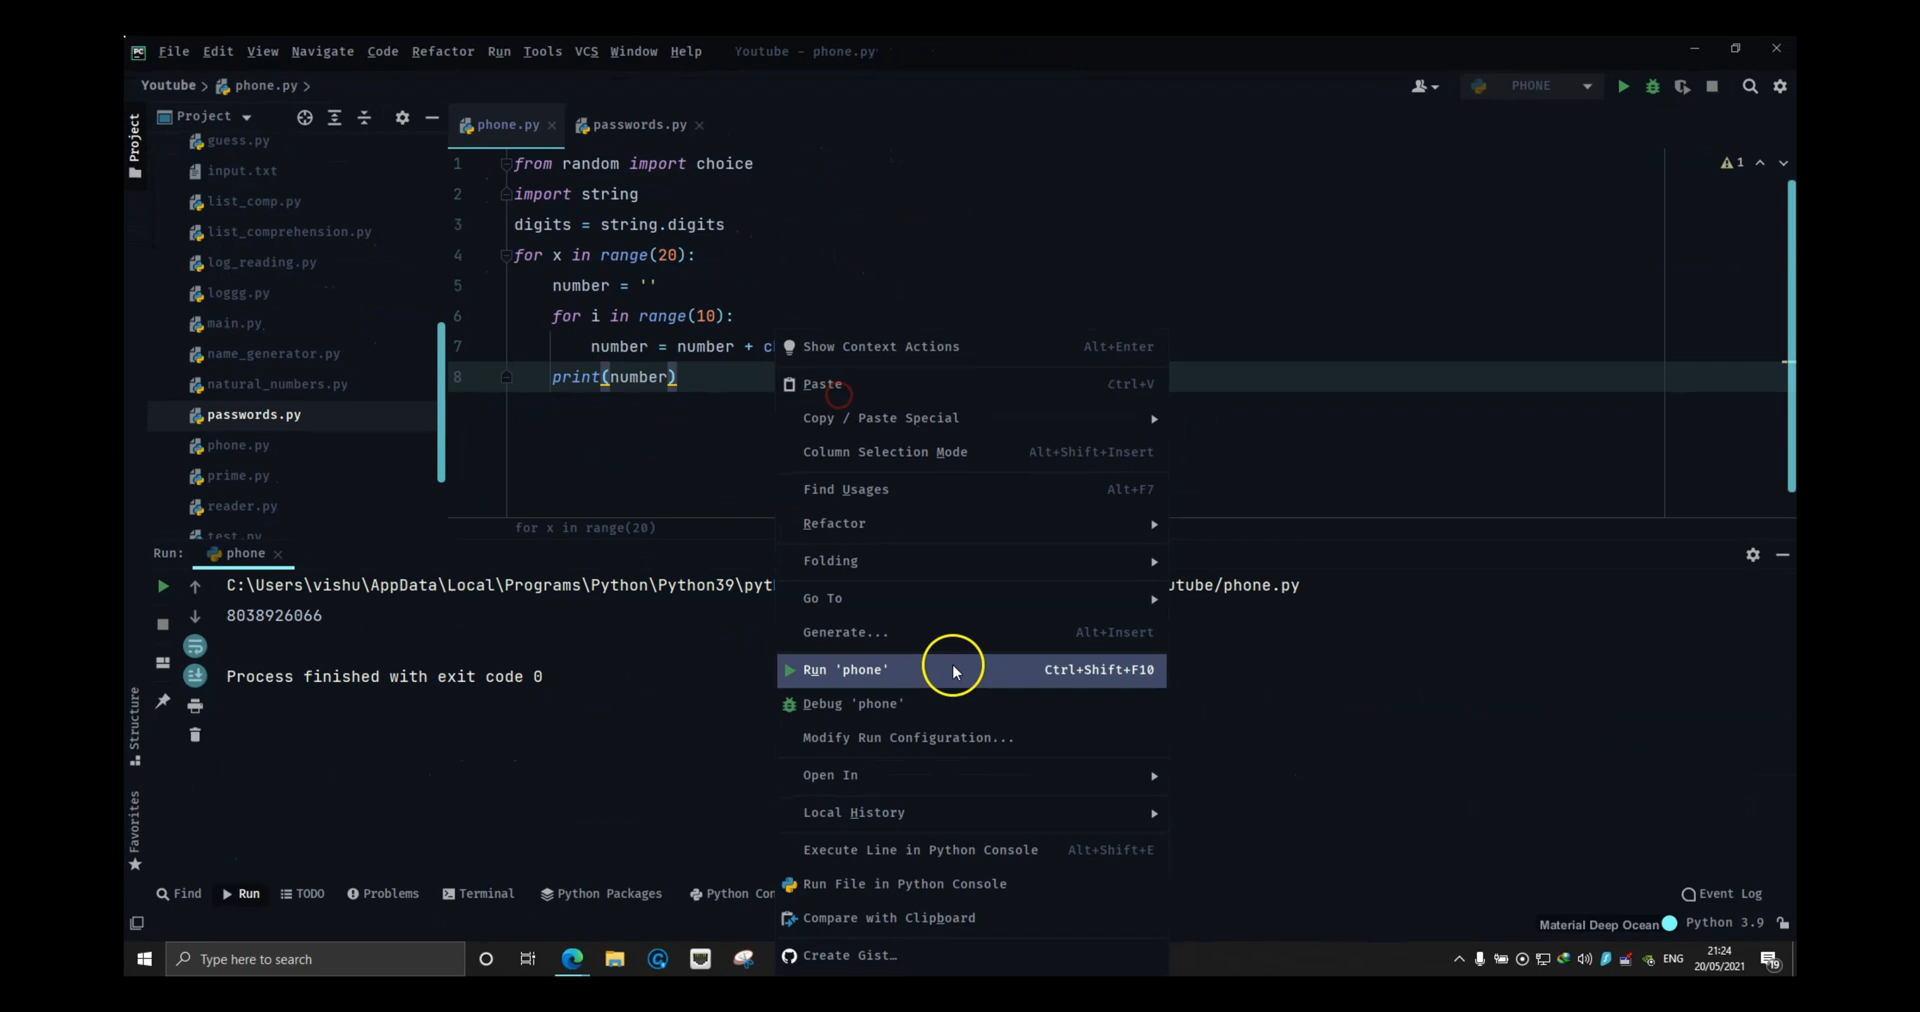 File Edit View Navigate Code Refactor Run Tools VCS Window Help Youtube - phone.py
Youtube phone.py PHONE
Project
Project
phone.py passwords.py
guess.py
input.txt
list_comp.py
list_comprehension.py
log_reading.py
loggg.py
main.py
name_generator.py
natural_numbers.py
passwords.py
phone.py
prime.py
reader.py
test.py
1 from random import choice
2 import string
3 digits = string.digits
4 for x in range(20):
5 number = ''
6 for i in range(10):
7 number = number + c
8 print(number)
1
for x in range(20)
Show Context Actions Alt+Enter
Paste Ctrl+V
Copy / Paste Special
Column Selection Mode Alt+Shift+Insert
Find Usages Alt+F7
Refactor
Folding
Go To
Generate... Alt+Insert
Run 'phone' Ctrl+Shift+F10
Debug 'phone'
Modify Run Configuration...
Open In
Local History
Execute Line in Python Console Alt+Shift+E
Run File in Python Console
Compare with Clipboard
Create Gist...
Run: phone
C:\Users\vishu\AppData\Local\Programs\Python\Python39\pyt utube/phone.py
8038926066
Process finished with exit code 0
Structure
Favorites
Find Run TODO Problems Terminal Python Packages Python Con
Event Log
Material Deep Ocean Python 3.9
Type here to search
ENG
21:24
20/05/2021
19